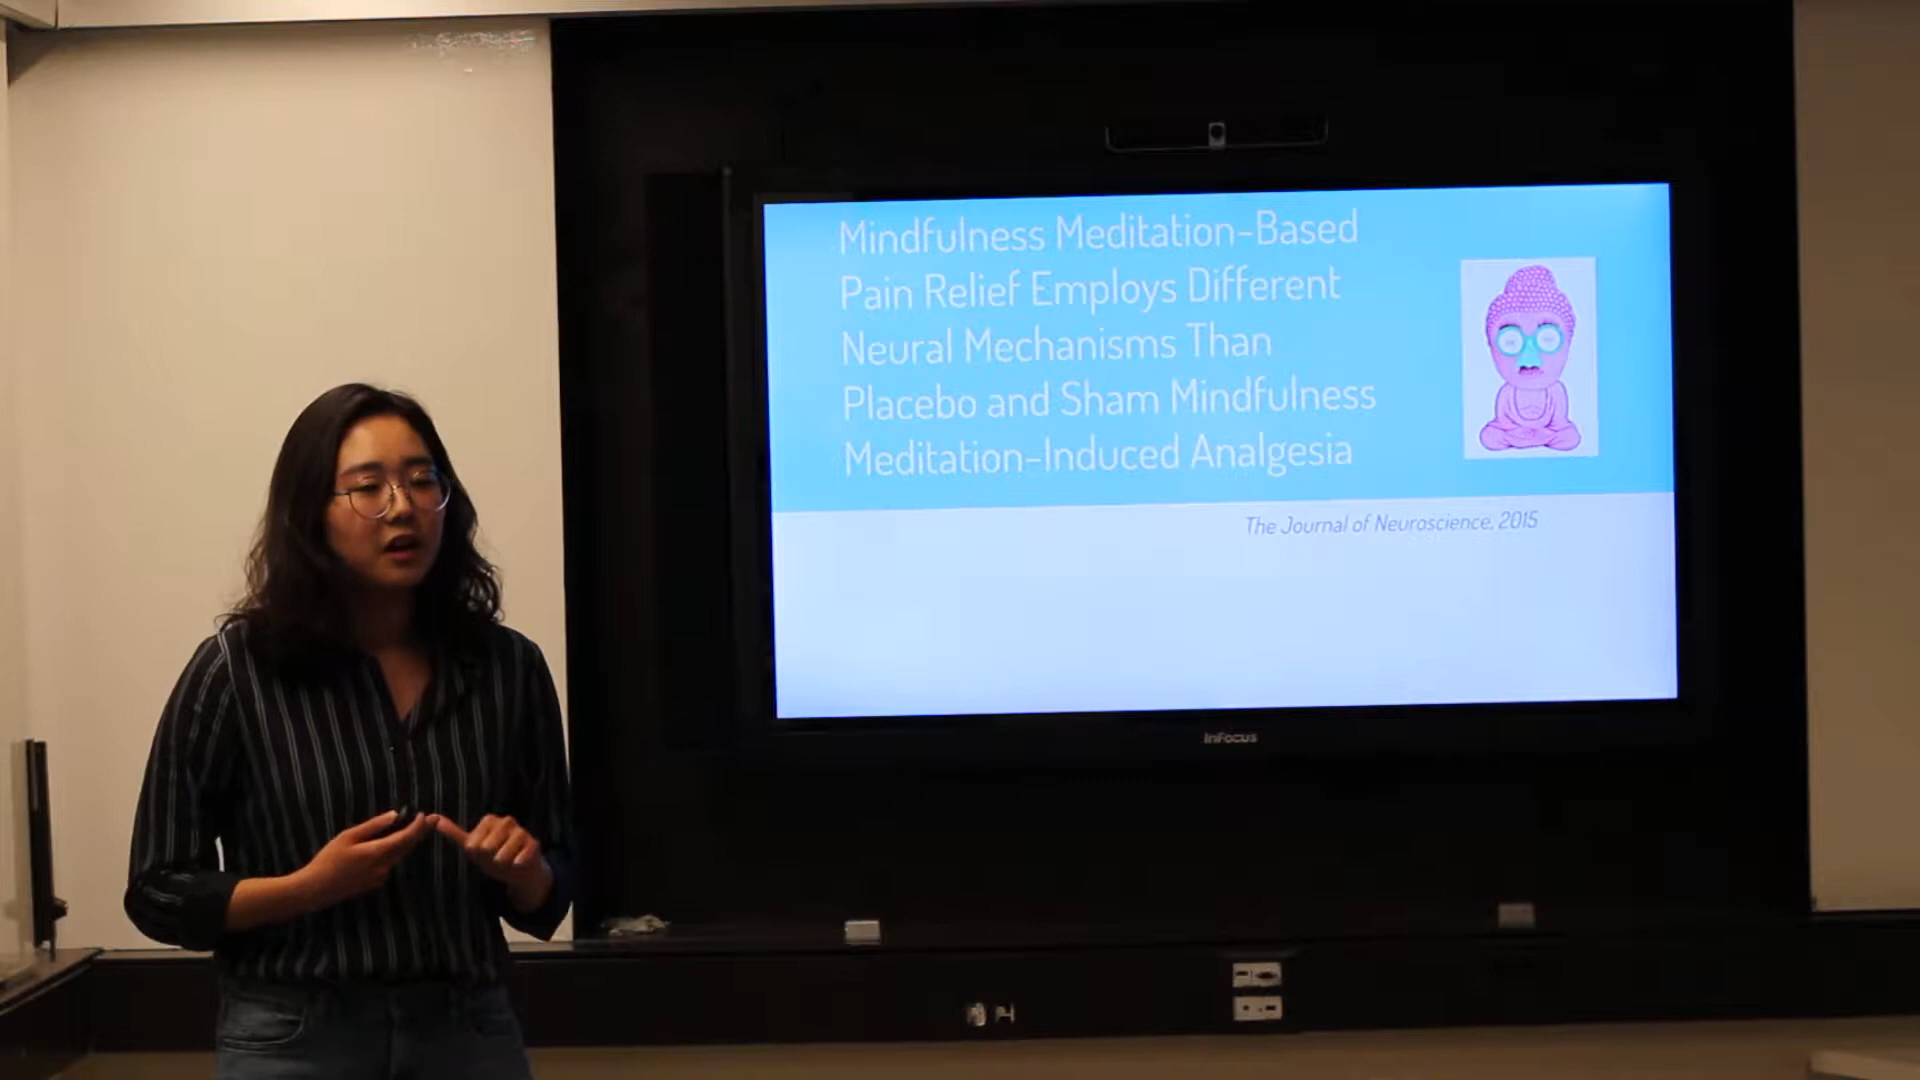 Mindfulness Meditation-Based
Pain Relief Employs Different
Neural Mechanisms Than
Placebo and Sham Mindfulness
Meditation-Induced Analgesia
The Journal of Neuroscience, 2015
InFocus